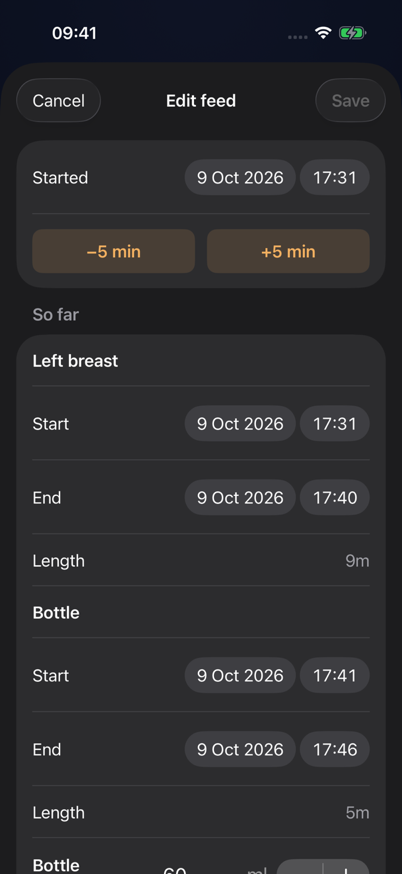 09:41
Cancel
Edit feed
Save
Started 9 Oct 2026 17:31
−5 min +5 min
So far
Left breast
Start 9 Oct 2026 17:31
End 9 Oct 2026 17:40
Length 9m
Bottle
Start 9 Oct 2026 17:41
End 9 Oct 2026 17:46
Length 5m
Bottle 60 ml